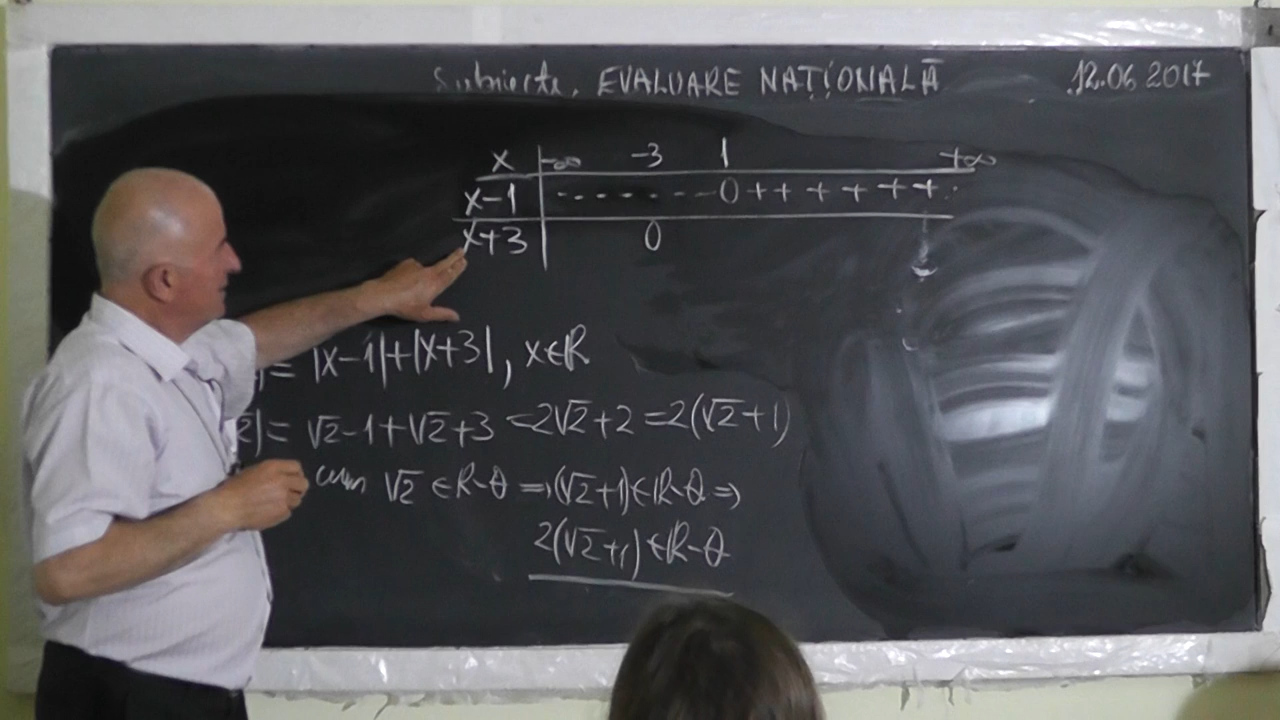 Subiecte, EVALUARE NAȚIONALĂ 12.06.2017
x | -∞ -3 1 +∞
x-1 | - - - - - - - 0 + + + + + +
x+3 | 0
= |x-1|+|x+3|, x∈R
= √2-1+√2+3 = 2√2+2 = 2(√2+1)
cum √2 ∈ R-Q ⇒ (√2+1) ∈ R-Q ⇒
2(√2+1) ∈ R-Q